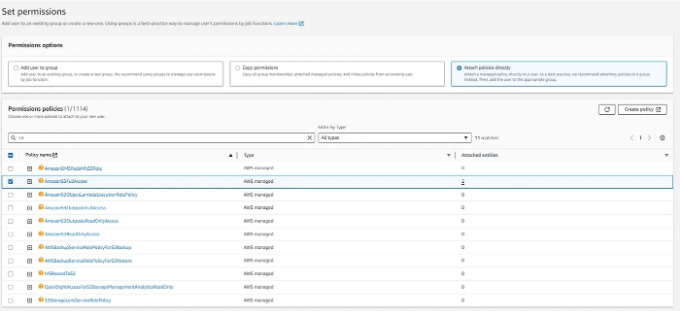 Set permissions
Add user to an existing group or create a new one. Using groups is a best-practice way to manage user's permissions by job functions. Learn more
Permissions options
Add user to group
Add user to an existing group, or create a new group. We recommend using groups to manage user permissions by job function.
Copy permissions
Copy all group memberships, attached managed policies, and inline policies from an existing user.
Attach policies directly
Attach a managed policy directly to a user. As a best practice, we recommend attaching policies to a group instead. Then, add the user to the appropriate group.
Permissions policies (1/1114)
Choose one or more policies to attach to your new user.
Create policy
Filter by Type
s3
All types
11 matches
1
Policy name
Type
Attached entities
AmazonDMSRedshiftS3Role
AWS managed
0
AmazonS3FullAccess
AWS managed
AmazonS3ObjectLambdaExecutionRolePolicy
AWS managed
0
AmazonS3OutpostsFullAccess
AWS managed
0
AmazonS3OutpostsReadOnlyAccess
AWS managed
0
AmazonS3ReadOnlyAccess
AWS managed
0
AWSBackupServiceRolePolicyForS3Backup
AWS managed
0
AWSBackupServiceRolePolicyForS3Restore
AWS managed
0
IVSRecordToS3
AWS managed
0
QuickSightAccessForS3StorageManagementAnalyticsReadOnly
AWS managed
0
S3StorageLensServiceRolePolicy
AWS managed
0